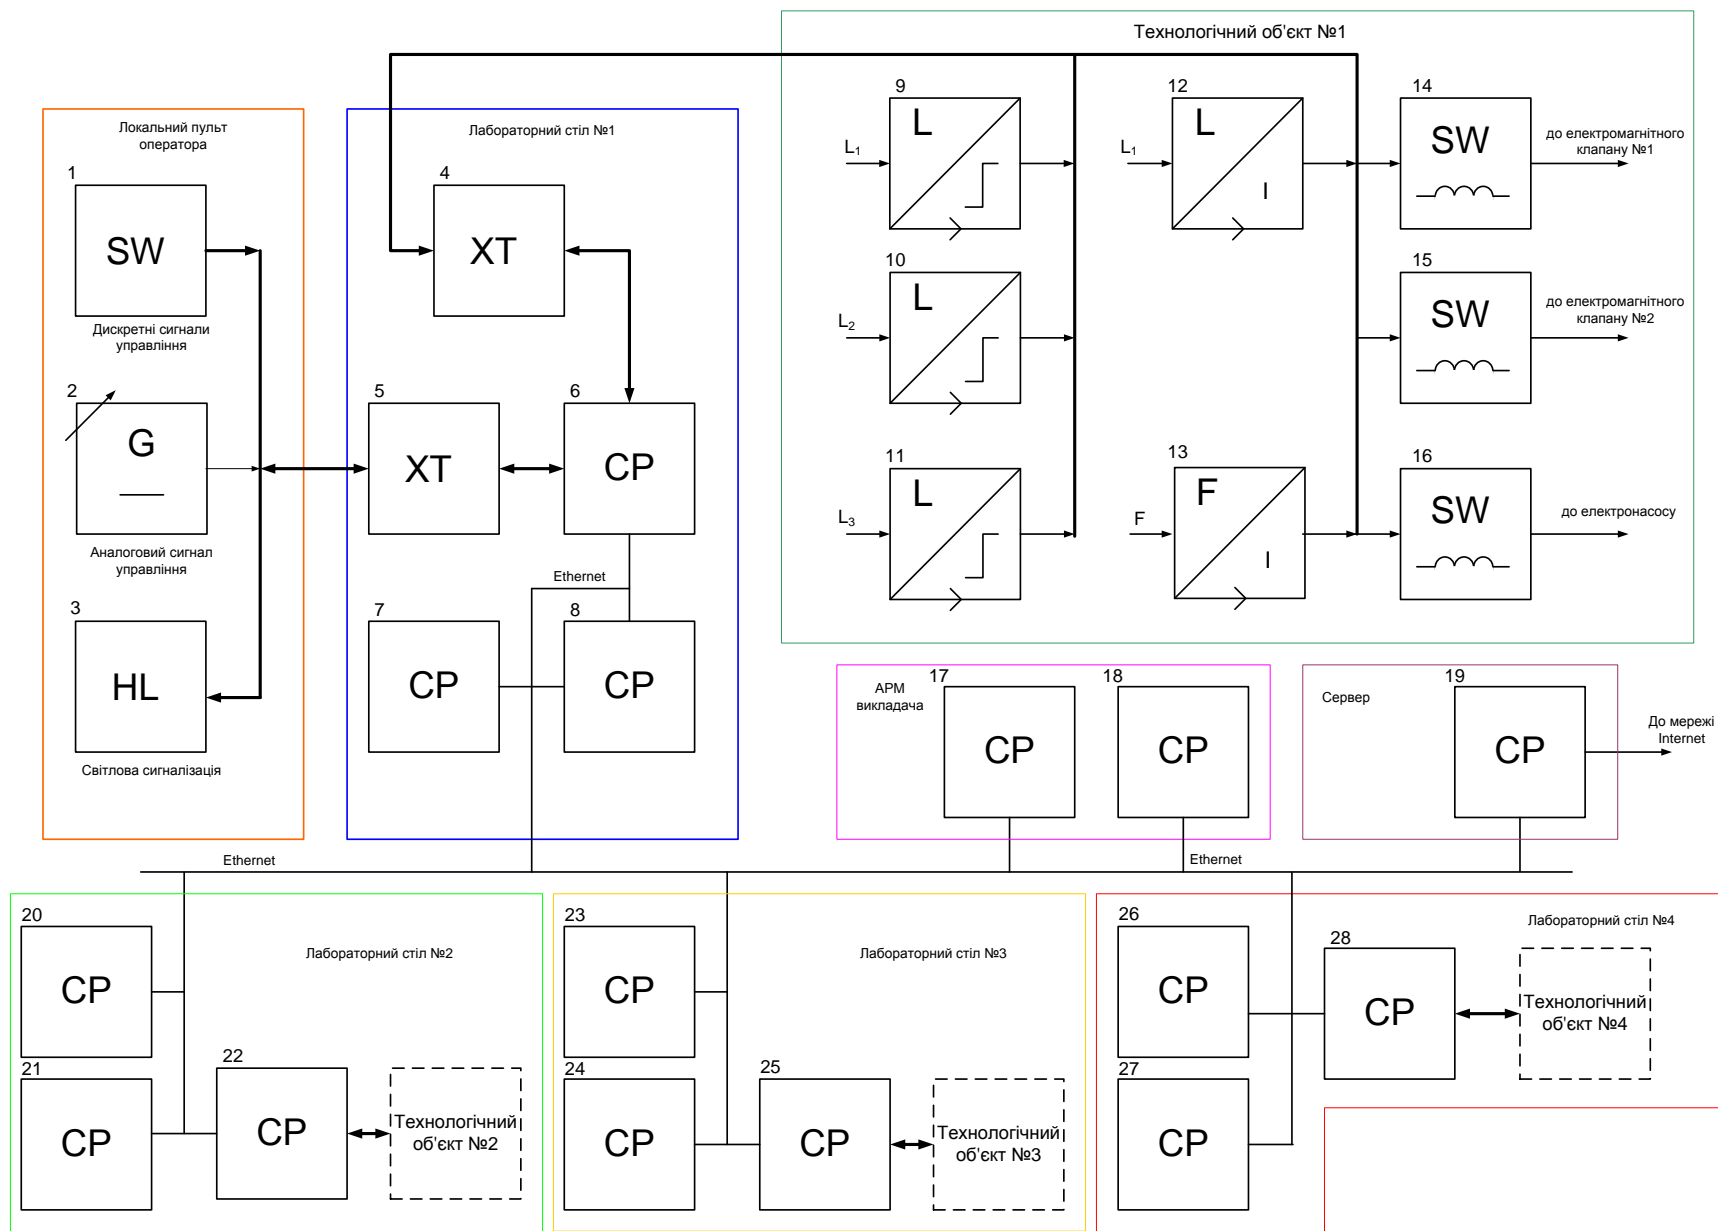 Технологічний об'єкт №1
Локальний пульт
оператора
1
SW
Дискретні сигнали
управління
2
G
Аналоговий сигнал
управління
3
HL
Світлова сигналізація
Лабораторний стіл №1
4
XT
5
XT
6
CP
Ethernet
7
CP
8
CP
9
L
L1
10
L
L2
11
L
L3
12
L
I
L1
13
F
I
F
14
SW
до електромагнітного
клапану №1
15
SW
до електромагнітного
клапану №2
16
SW
до електронасосу
АРМ
викладача
17
CP
18
CP
Сервер
19
CP
До мережі
Internet
Ethernet
Ethernet
20
CP
21
CP
22
CP
Лабораторний стіл №2
Технологічний
об'єкт №2
23
CP
24
CP
25
CP
Лабораторний стіл №3
Технологічний
об'єкт №3
26
CP
27
CP
28
CP
Лабораторний стіл №4
Технологічний
об'єкт №4